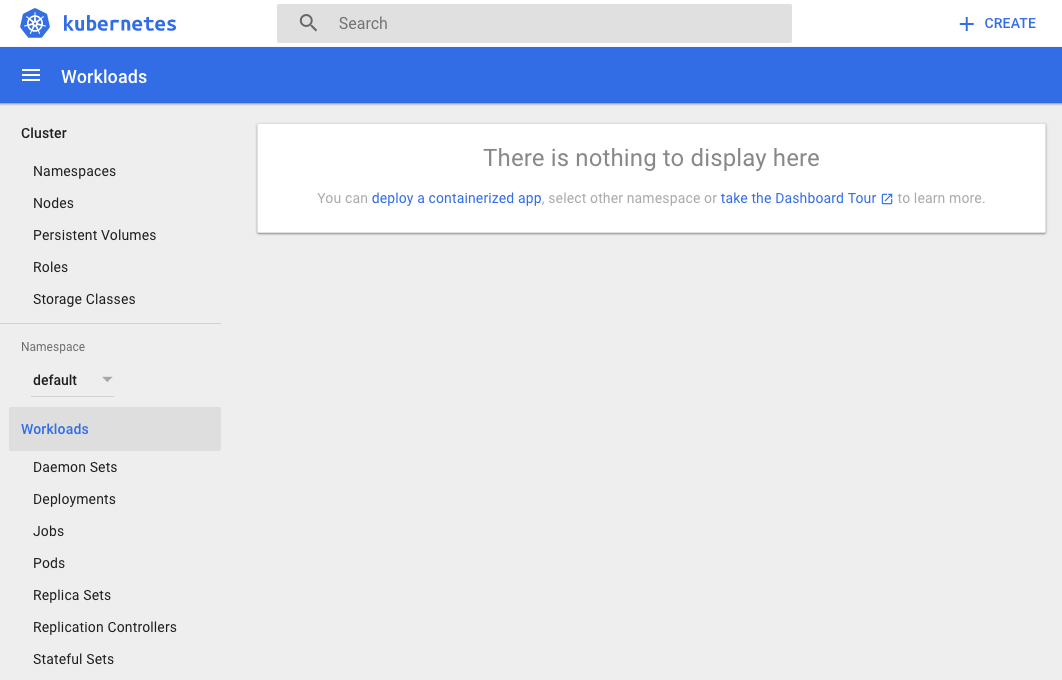 kubernetes
Search
CREATE
Workloads
Cluster
Namespaces
Nodes
Persistent Volumes
Roles
Storage Classes
Namespace
default
Workloads
Daemon Sets
Deployments
Jobs
Pods
Replica Sets
Replication Controllers
Stateful Sets
There is nothing to display here
You can deploy a containerized app, select other namespace or take the Dashboard Tour to learn more.